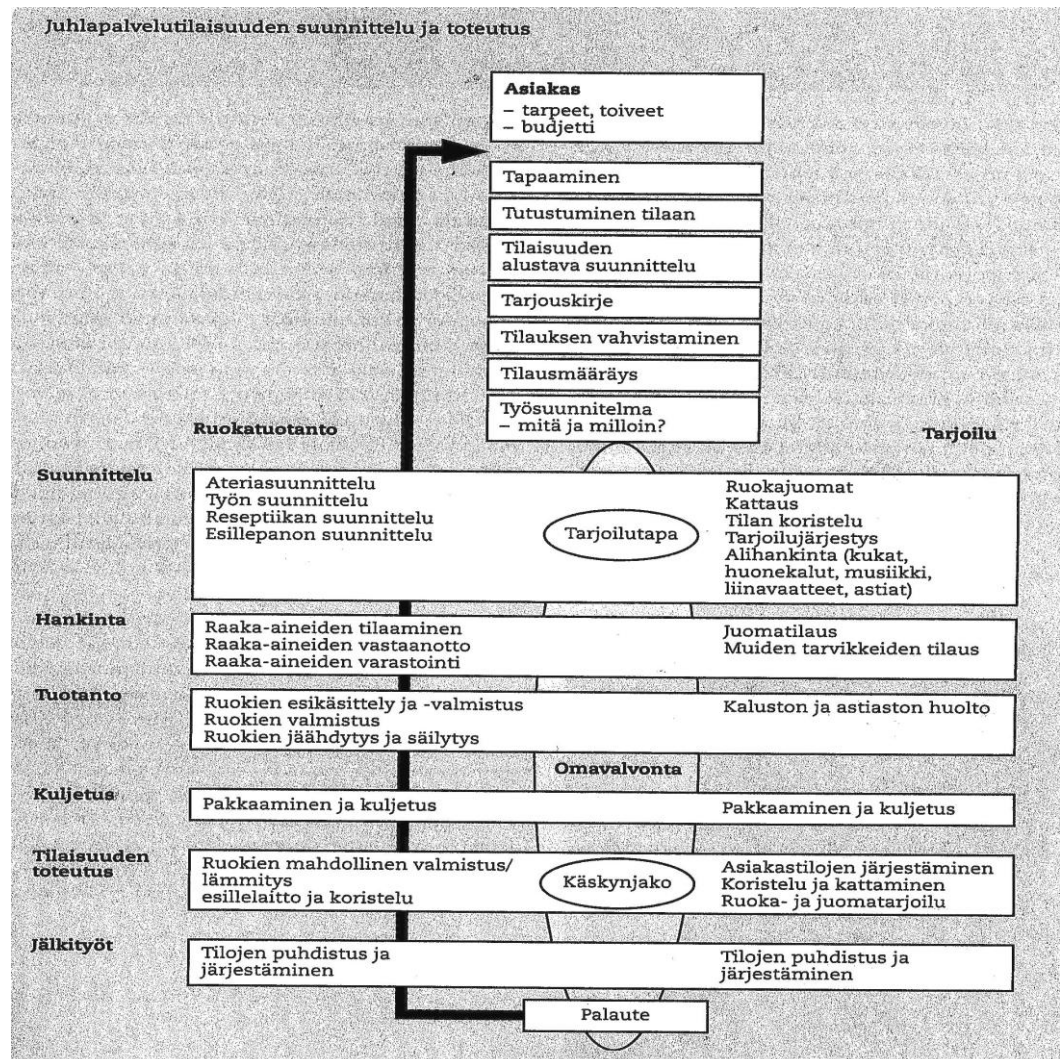 Juhlapalvelutilaisuuden suunnittelu ja toteutus
Asiakas
– tarpeet, toiveet
– budjetti
Tapaaminen
Tutustuminen tilaan
Tilaisuuden
alustava suunnittelu
Tarjouskirje
Tilauksen vahvistaminen
Tilausmääräys
Työsuunnitelma
– mitä ja milloin?
Ruokatuotanto
Tarjoilu
Suunnittelu
Ateriasuunnittelu
Työn suunnittelu
Reseptiikan suunnittelu
Esillepanon suunnittelu
Tarjoilutapa
Ruokajuomat
Kattaus
Tilan koristelu
Tarjoilujärjestys
Alihankinta (kukat,
huonekalut, musiikki,
liinavaatteet, astiat)
Hankinta
Raaka-aineiden tilaaminen
Raaka-aineiden vastaanotto
Raaka-aineiden varastointi
Juomatilaus
Muiden tarvikkeiden tilaus
Tuotanto
Ruokien esikäsittely ja -valmistus
Ruokien valmistus
Ruokien jäähdytys ja säilytys
Kaluston ja astiaston huolto
Omavalvonta
Kuljetus
Pakkaaminen ja kuljetus
Pakkaaminen ja kuljetus
Tilaisuuden
toteutus
Ruokien mahdollinen valmistus/
lämmitys
esillelaitto ja koristelu
Käskynjako
Asiakastilojen järjestäminen
Koristelu ja kattaminen
Ruoka- ja juomatarjoilu
Jälkityöt
Tilojen puhdistus ja
järjestäminen
Tilojen puhdistus ja
järjestäminen
Palaute